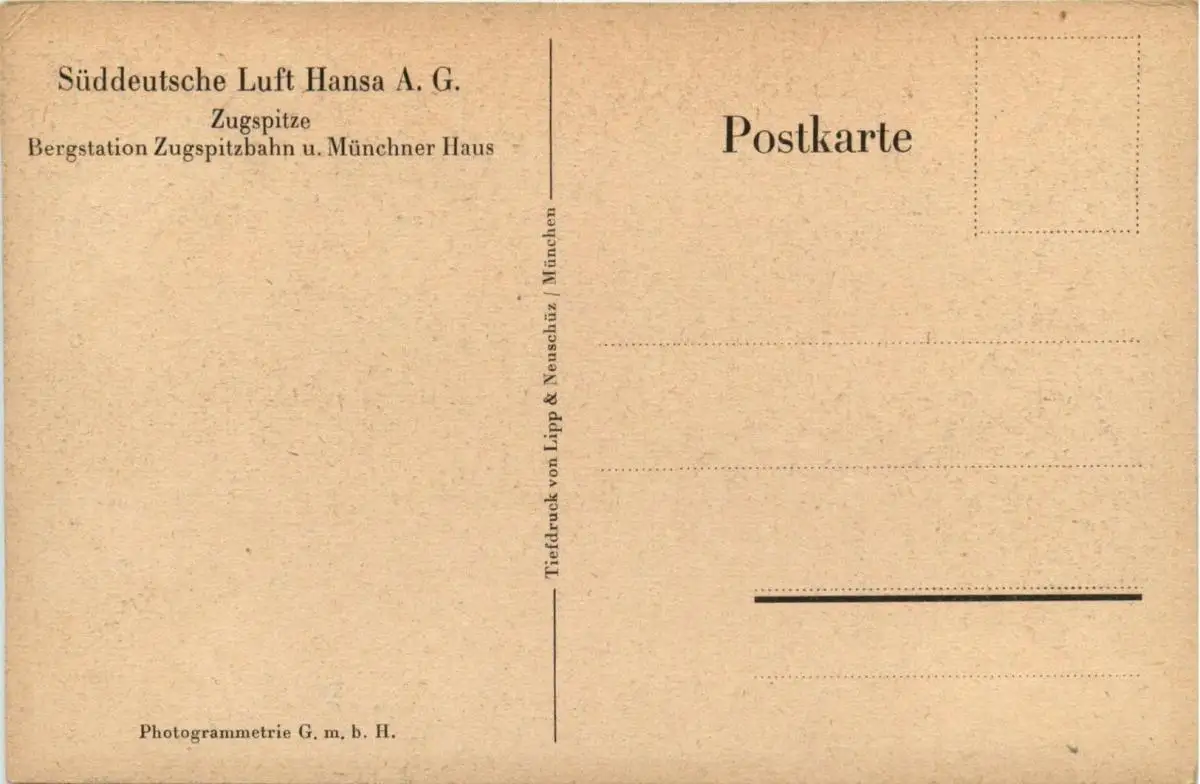 Süddeutsche Luft Hansa A. G.
Zugspitze
Bergstation Zugspitzbahn u. Münchner Haus
Photogrammetrie G. m. b. H.
Tiefdruck von Lipp & Neuschüz / München
Postkarte